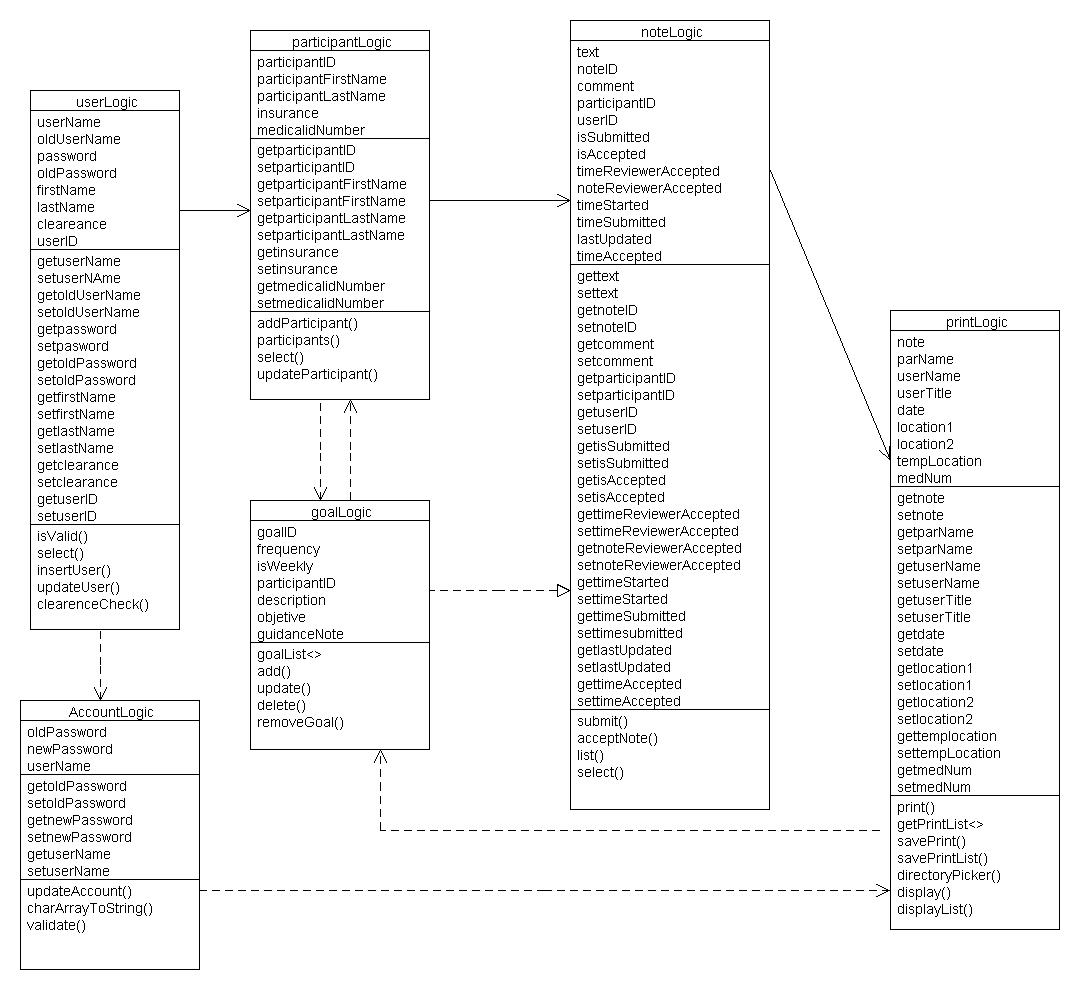 userLogic
userName
oldUserName
password
oldPassword
firstName
lastName
cleareance
userID
getuserName
setuserNAme
getoldUserName
setoldUserName
getpassword
setpasword
getoldPassword
setoldPassword
getfirstName
setfirstName
getlastName
setlastName
getclearance
setclearance
getuserID
setuserID
isValid()
select()
insertUser()
updateUser()
clearenceCheck()
AccountLogic
oldPassword
newPassword
userName
getoldPassword
setoldPassword
getnewPassword
setnewPassword
getuserName
setuserName
updateAccount()
charArrayToString()
validate()
participantLogic
participantID
participantFirstName
participantLastName
insurance
medicalidNumber
getparticipantID
setparticipantID
getparticipantFirstName
setparticipantFirstName
getparticipantLastName
setparticipantLastName
getinsurance
setinsurance
getmedicalidNumber
setmedicalidNumber
addParticipant()
participants()
select()
updateParticipant()
goalLogic
goalID
frequency
isWeekly
participantID
description
objetive
guidanceNote
goalList<>
add()
update()
delete()
removeGoal()
noteLogic
text
noteID
comment
participantID
userID
isSubmitted
isAccepted
timeReviewerAccepted
noteReviewerAccepted
timeStarted
timeSubmitted
lastUpdated
timeAccepted
gettext
settext
getnoteID
setnoteID
getcomment
setcomment
getparticipantID
setparticipantID
getuserID
setuserID
getisSubmitted
setisSubmitted
getisAccepted
setisAccepted
gettimeReviewerAccepted
settimeReviewerAccepted
getnoteReviewerAccepted
setnoteReviewerAccepted
gettimeStarted
settimeStarted
gettimeSubmitted
settimesubmitted
getlastUpdated
setlastUpdated
gettimeAccepted
settimeAccepted
submit()
acceptNote()
list()
select()
printLogic
note
parName
userName
userTitle
date
location1
location2
tempLocation
medNum
getnote
setnote
getparName
setparName
getuserName
setuserName
getuserTitle
setuserTitle
getdate
setdate
getlocation1
setlocation1
getlocation2
setlocation2
gettemplocation
settempLocation
getmedNum
setmedNum
print()
getPrintList<>
savePrint()
savePrintList()
directoryPicker()
display()
displayList()